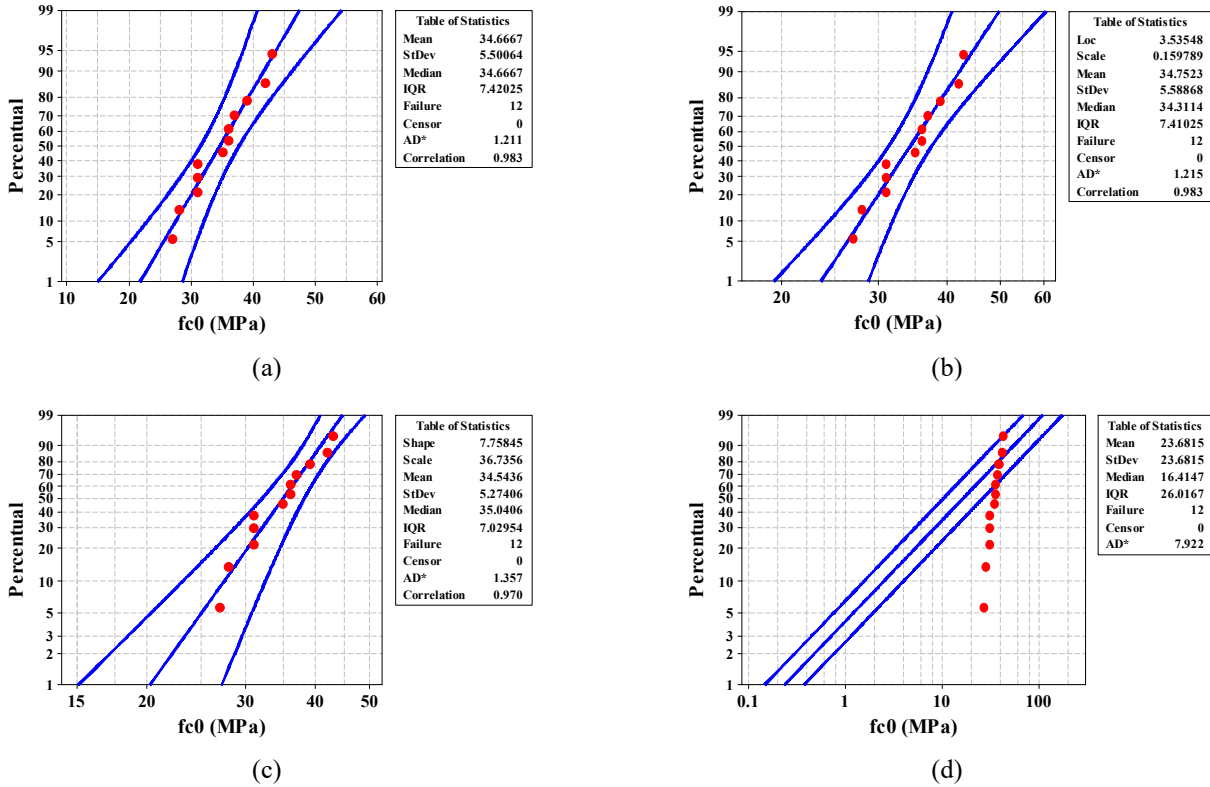 99
95
90
80
70
60
50
40
30
20
10
5
1
Percentual
10 20 30 40 50 60
fc0 (MPa)
Table of Statistics
Mean 34.6667
StDev 5.50064
Median 34.6667
IQR 7.42025
Failure 12
Censor 0
AD* 1.211
Correlation 0.983
(a)
99
95
90
80
70
60
50
40
30
20
10
5
1
Percentual
20 30 40 50 60
fc0 (MPa)
Table of Statistics
Loc 3.53548
Scale 0.159789
Mean 34.7523
StDev 5.58868
Median 34.3114
IQR 7.41025
Failure 12
Censor 0
AD* 1.215
Correlation 0.983
(b)
99
90
80
70
60
50
40
30
20
10
5
3
2
1
Percentual
15 20 30 40 50
fc0 (MPa)
Table of Statistics
Shape 7.75845
Scale 36.7356
Mean 34.5436
StDev 5.27406
Median 35.0406
IQR 7.02954
Failure 12
Censor 0
AD* 1.357
Correlation 0.970
(c)
99
90
80
70
60
50
40
30
20
10
5
3
2
1
Percentual
0.1 1 10 100
fc0 (MPa)
Table of Statistics
Mean 23.6815
StDev 23.6815
Median 16.4147
IQR 26.0167
Failure 12
Censor 0
AD* 7.922
(d)